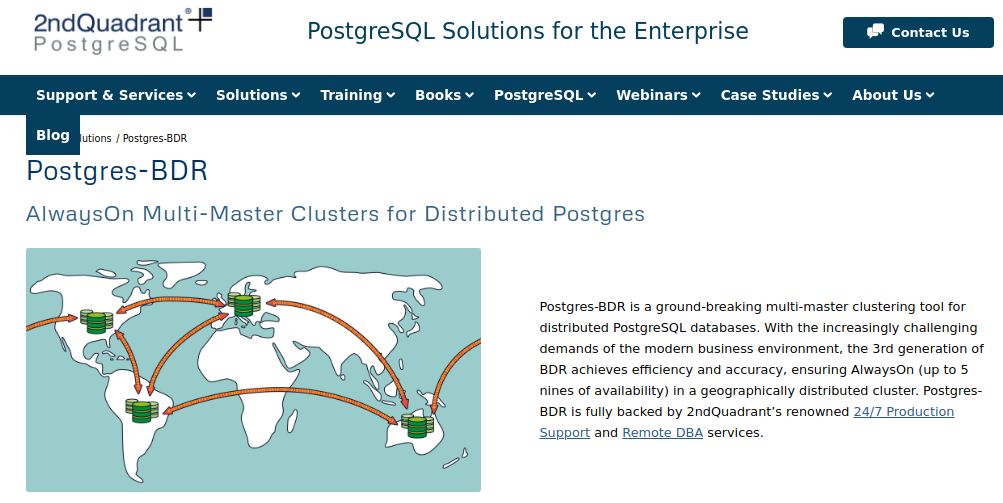 2ndQuadrant®
PostgreSQL
PostgreSQL Solutions for the Enterprise
Contact Us
Support & Services
Solutions
Training
Books
PostgreSQL
Webinars
Case Studies
About Us
Blog
lutions / Postgres-BDR
Postgres-BDR
AlwaysOn Multi-Master Clusters for Distributed Postgres
Postgres-BDR is a ground-breaking multi-master clustering tool for
distributed PostgreSQL databases. With the increasingly challenging
demands of the modern business environment, the 3rd generation of
BDR achieves efficiency and accuracy, ensuring AlwaysOn (up to 5
nines of availability) in a geographically distributed cluster. Postgres-
BDR is fully backed by 2ndQuadrant’s renowned 24/7 Production
Support and Remote DBA services.